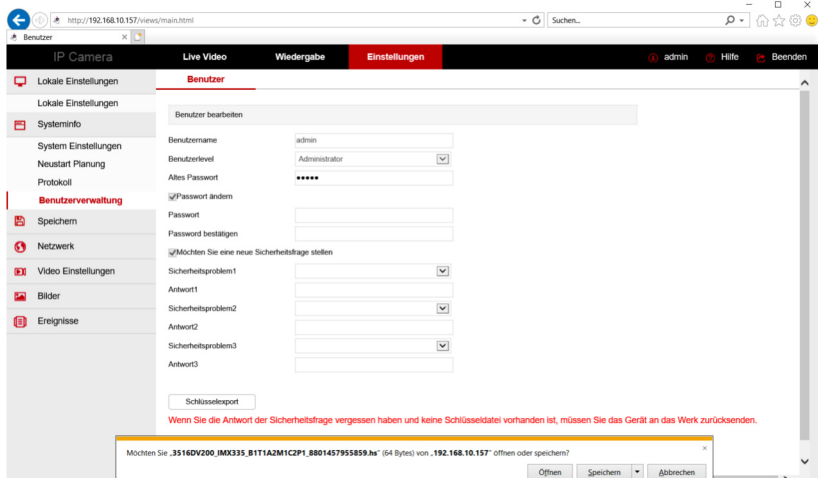 http://192.168.10.157/views/main.html
Suchen...
Benutzer
IP Camera Live Video Wiedergabe Einstellungen admin Hilfe Beenden
Lokale Einstellungen
Lokale Einstellungen
Systeminfo
System Einstellungen
Neustart Planung
Protokoll
Benutzerverwaltung
Speichern
Netzwerk
Video Einstellungen
Bilder
Ereignisse
Benutzer
Benutzer bearbeiten
Benutzername admin
Benutzerlevel Administrator
Altes Passwort •••••
Passwort ändern
Passwort
Password bestätigen
Möchten Sie eine neue Sicherheitsfrage stellen
Sicherheitsproblem1
Antwort1
Sicherheitsproblem2
Antwort2
Sicherheitsproblem3
Antwort3
Schlüsselexport
Wenn Sie die Antwort der Sicherheitsfrage vergessen haben und keine Schlüsseldatei vorhanden ist, müssen Sie das Gerät an das Werk zurücksenden.
Möchten Sie „3516DV200_IMX335_B1T1A2M1C2P1_8801457955859.hs" (64 Bytes) von „192.168.10.157" öffnen oder speichern?
Öffnen Speichern Abbrechen